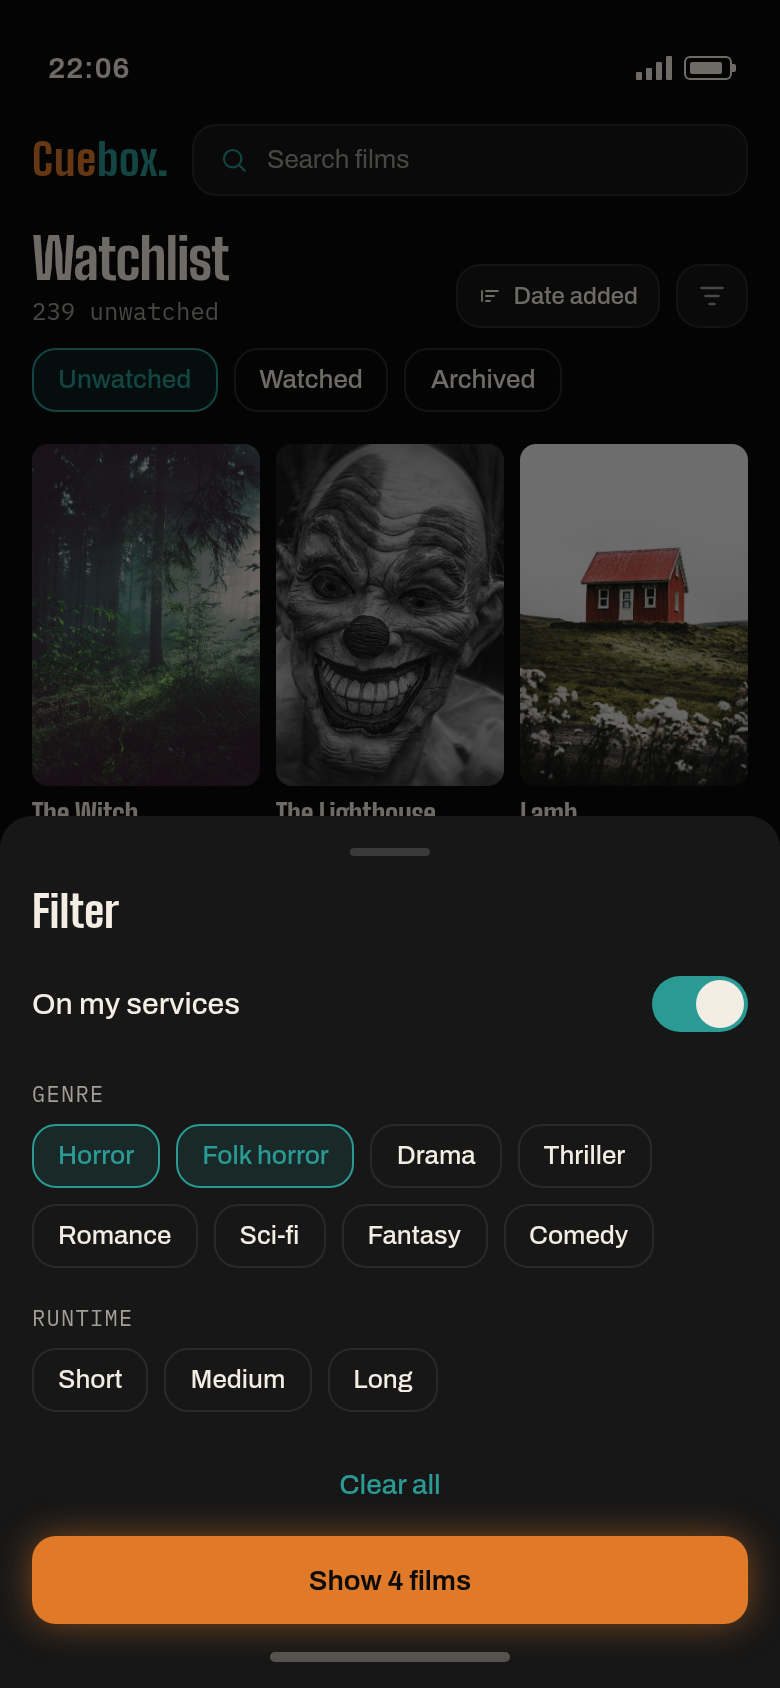 22:06
Cuebox.
Search films
Watchlist
239 unwatched
Date added
Unwatched
Watched
Archived
The Witch
The Lighthouse
Lamb
Filter
On my services
GENRE
Horror
Folk horror
Drama
Thriller
Romance
Sci-fi
Fantasy
Comedy
RUNTIME
Short
Medium
Long
Clear all
Show 4 films